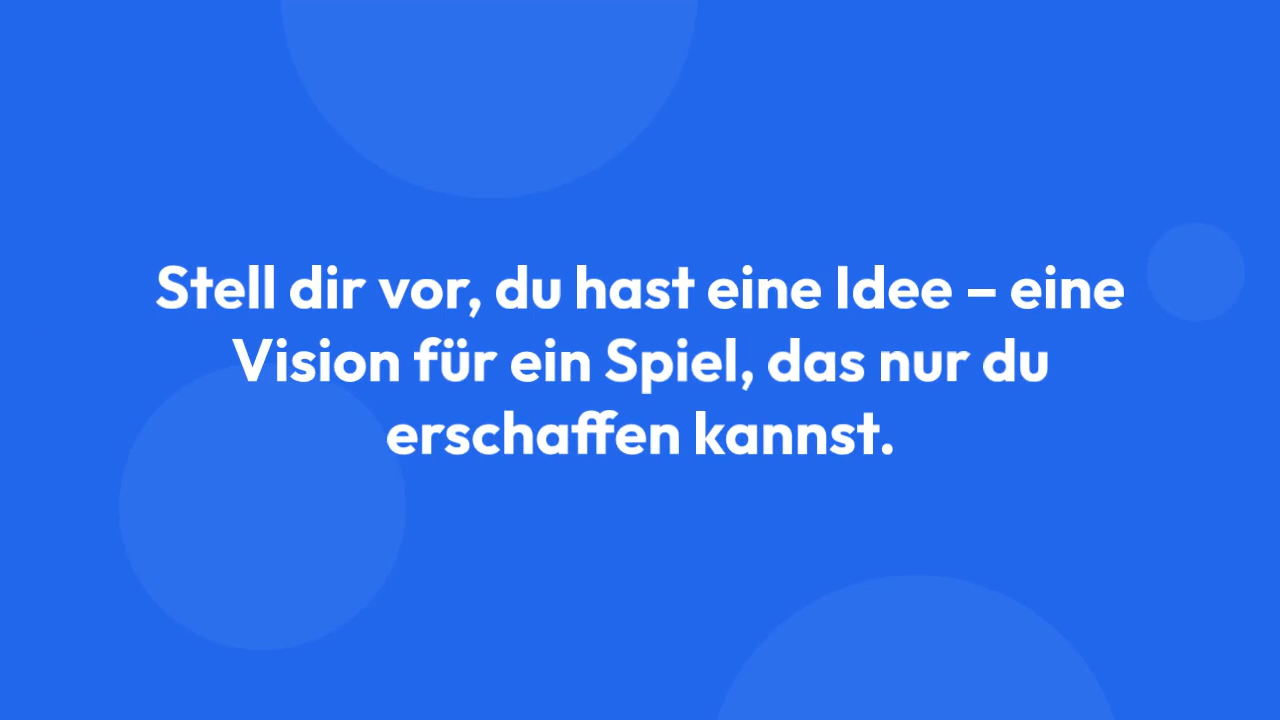 Stell dir vor, du hast eine Idee – eine
Vision für ein Spiel, das nur du
erschaffen kannst.